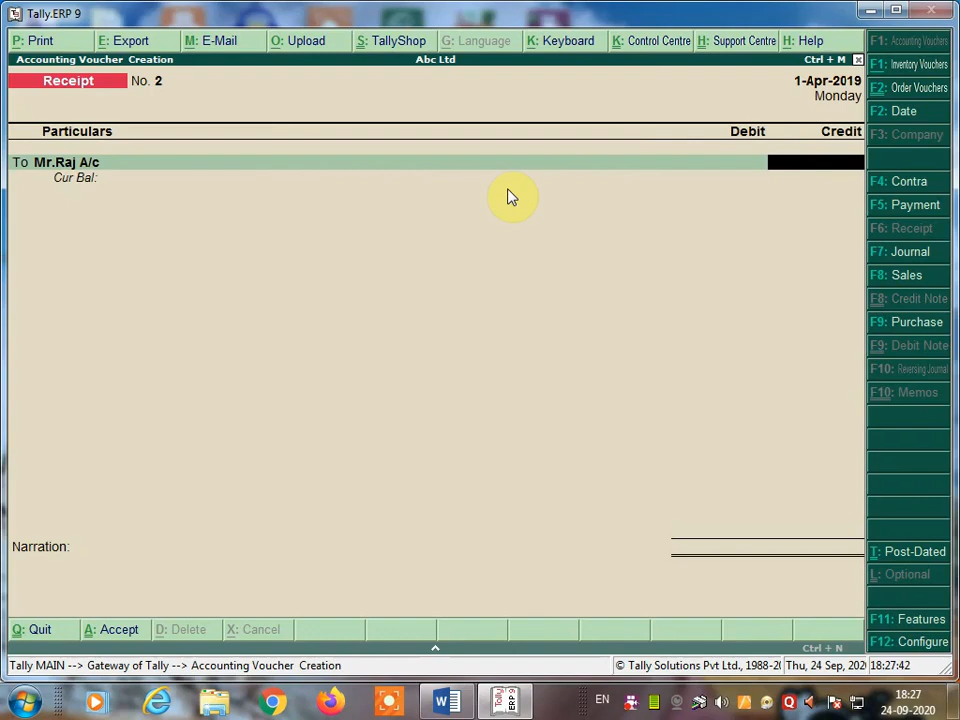 Tally.ERP 9
P: Print E: Export M: E-Mail O: Upload S: TallyShop G: Language K: Keyboard K: Control Centre H: Support Centre H: Help
Accounting Voucher Creation Abc Ltd Ctrl + M
Receipt No. 2 1-Apr-2019
Monday
Particulars Debit Credit
To Mr.Raj A/c
Cur Bal:
Narration:
F1: Accounting Vouchers
F1: Inventory Vouchers
F2: Order Vouchers
F2: Date
F3: Company
F4: Contra
F5: Payment
F6: Receipt
F7: Journal
F8: Sales
F8: Credit Note
F9: Purchase
F9: Debit Note
F10: Reversing Journal
F10: Memos
T: Post-Dated
L: Optional
F11: Features
F12: Configure
Q: Quit A: Accept D: Delete X: Cancel
Ctrl + N
Tally MAIN --> Gateway of Tally --> Accounting Voucher Creation © Tally Solutions Pvt Ltd., 1988-20 Thu, 24 Sep, 2020 18:27:42
EN 18:27
24-09-2020